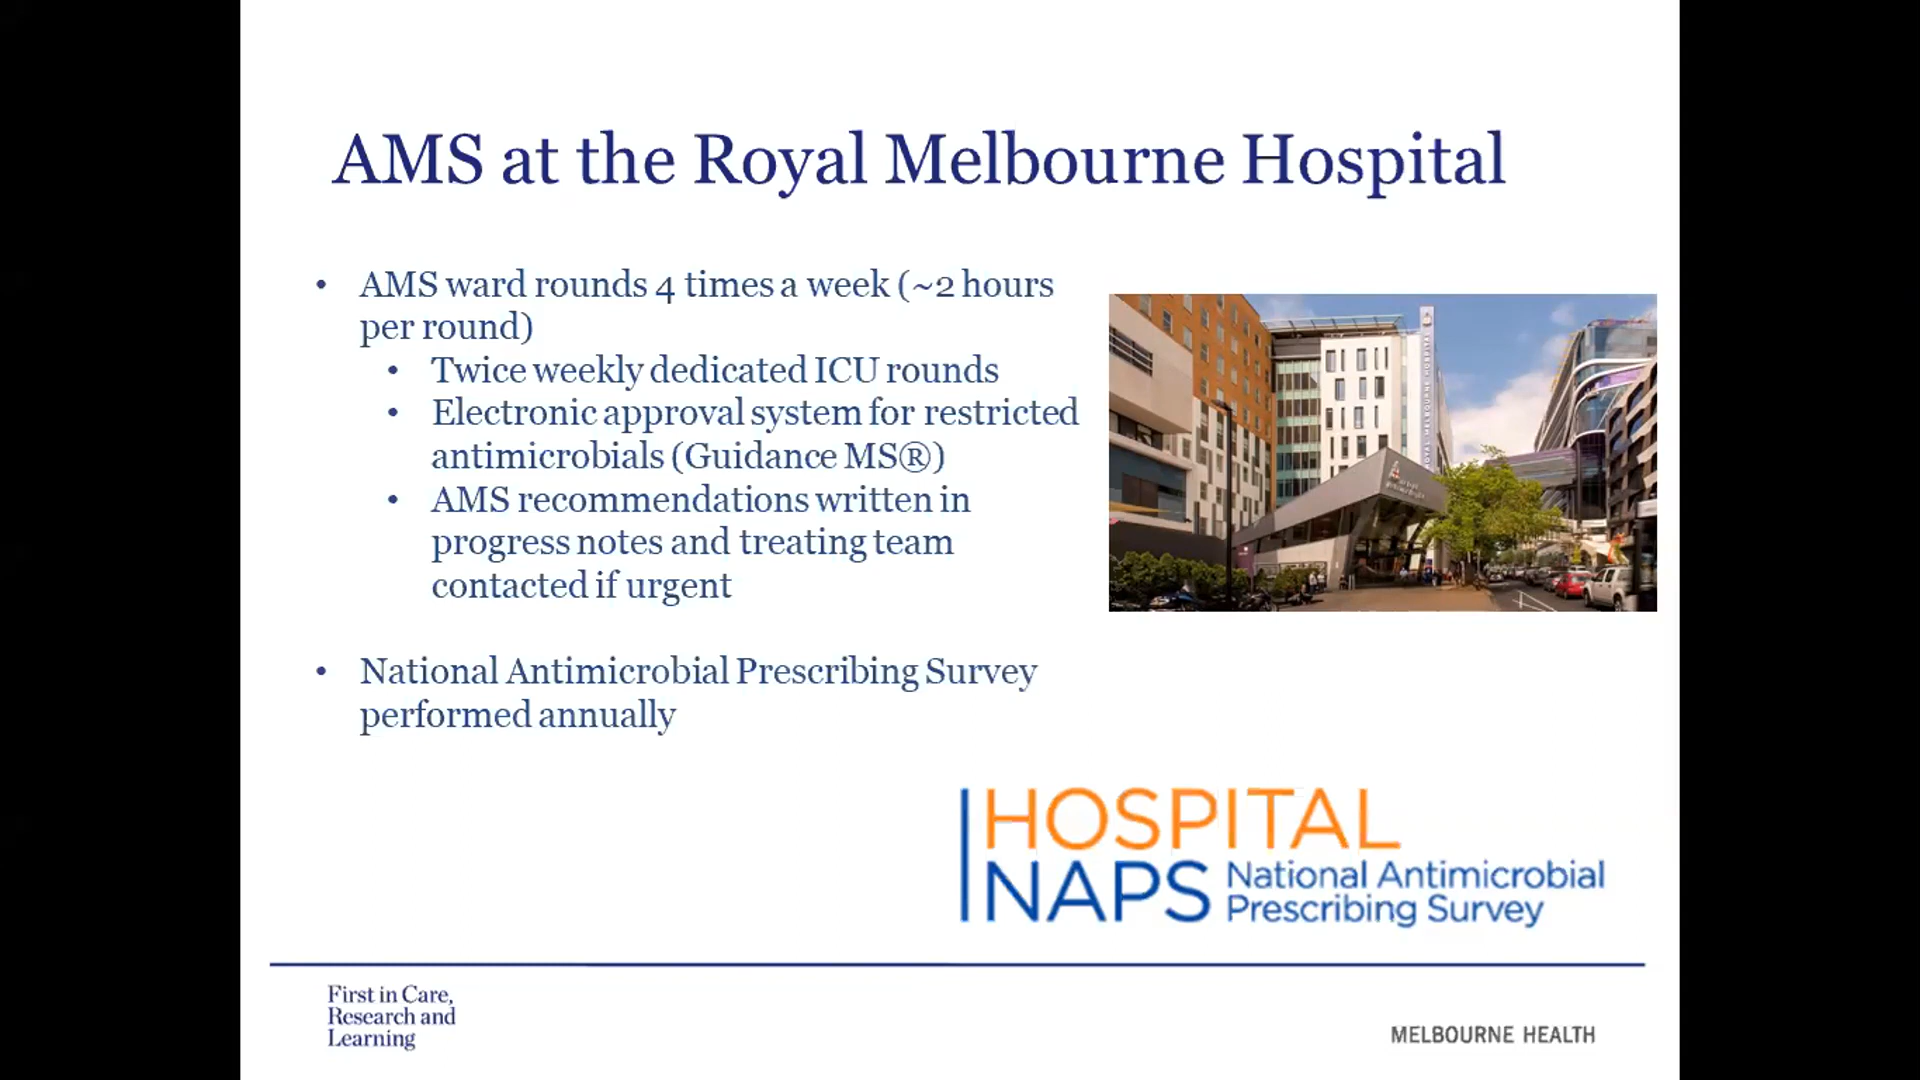 AMS at the Royal Melbourne Hospital
• AMS ward rounds 4 times a week (~2 hours
per round)
• Twice weekly dedicated ICU rounds
• Electronic approval system for restricted
antimicrobials (Guidance MS®)
• AMS recommendations written in
progress notes and treating team
contacted if urgent
• National Antimicrobial Prescribing Survey
performed annually
HOSPITAL
NAPS National Antimicrobial
Prescribing Survey
First in Care,
Research and
Learning
MELBOURNE HEALTH